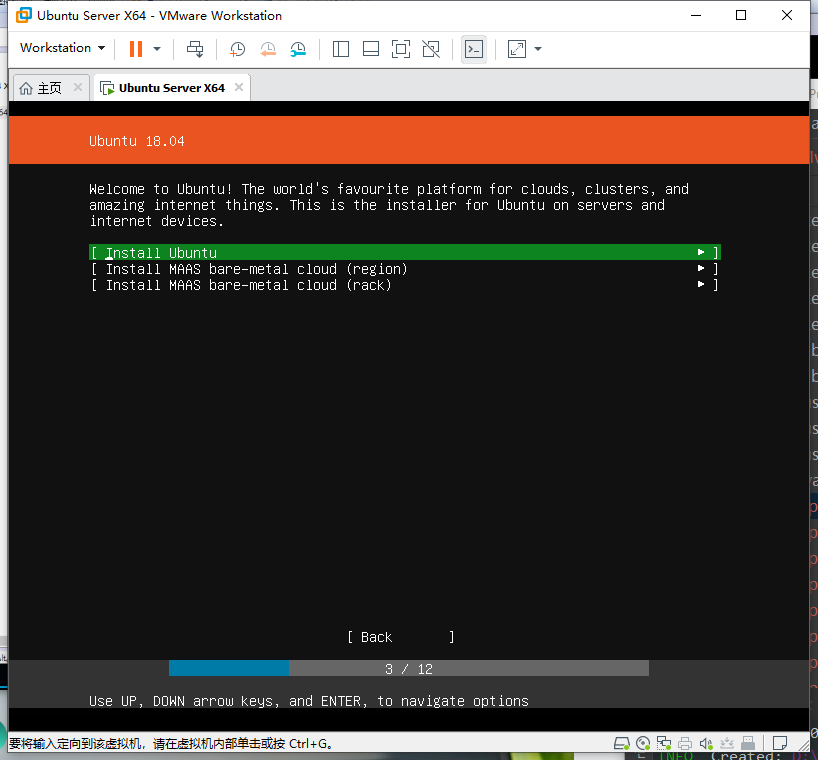 Ubuntu Server X64 - VMware Workstation
Workstation
主页
Ubuntu Server X64
Ubuntu 18.04
Welcome to Ubuntu! The world's favourite platform for clouds, clusters, and
amazing internet things. This is the installer for Ubuntu on servers and
internet devices.
[ Install Ubuntu ▸ ]
[ Install MAAS bare-metal cloud (region) ▸ ]
[ Install MAAS bare-metal cloud (rack) ▸ ]
[ Back ]
3 / 12
Use UP, DOWN arrow keys, and ENTER, to navigate options
要将输入定向到该虚拟机，请在虚拟机内部单击或按 Ctrl+G。
INFO Created: